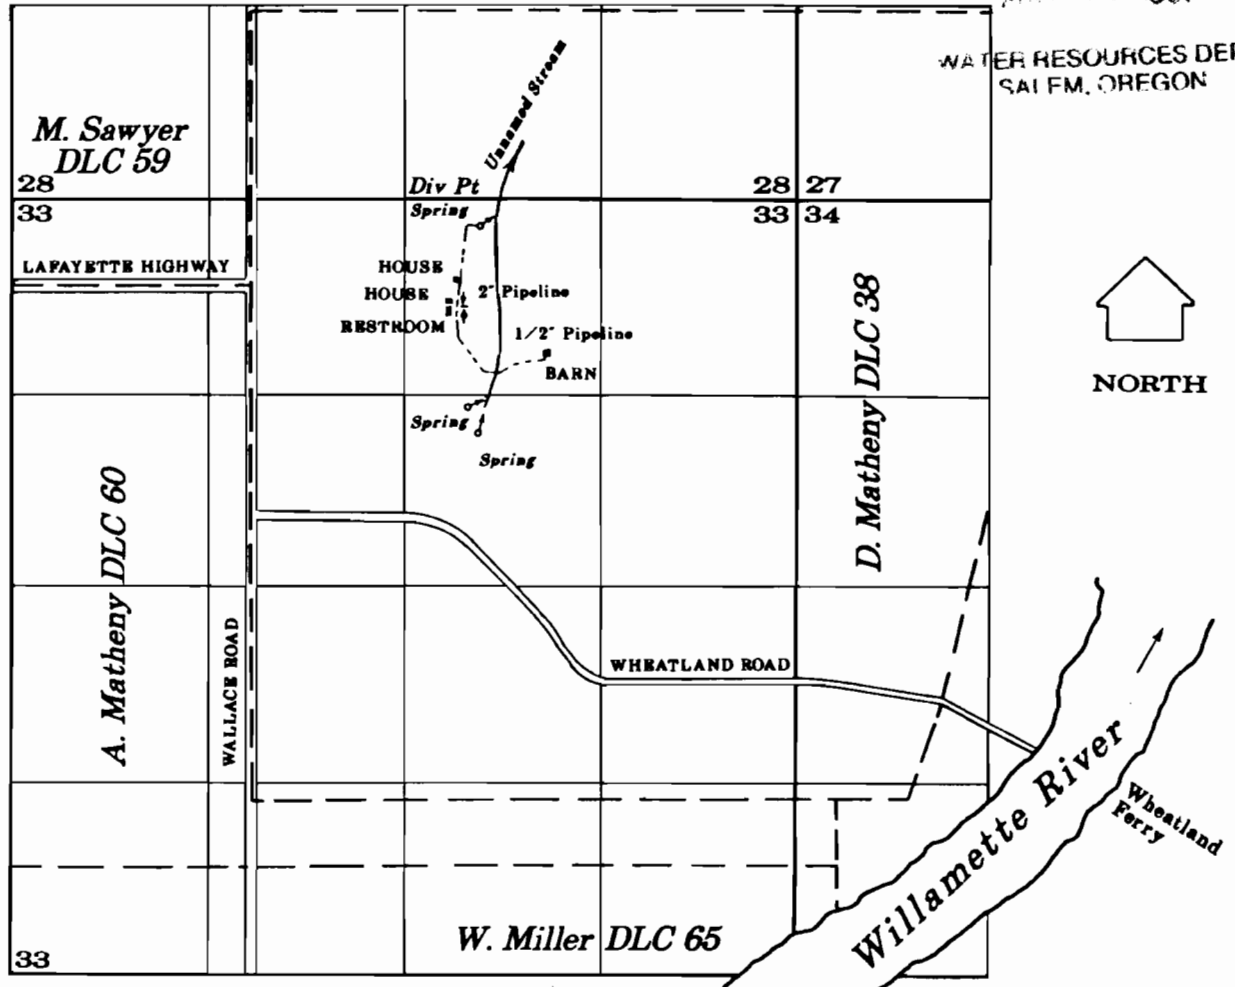 WATER RESOURCES DEP
SALEM, OREGON
Unnamed Stream
M. Sawyer
DLC 59
28
33
Div Pt
Spring
28 27
33 34
LAFAYETTE HIGHWAY
HOUSE
HOUSE
2" Pipeline
RESTROOM
1/2" Pipeline
BARN
Spring
Spring
D. Matheny DLC 38
NORTH
A. Matheny DLC 60
WALLACE ROAD
WHEATLAND ROAD
Willamette River
Wheatland
Ferry
W. Miller DLC 65
33